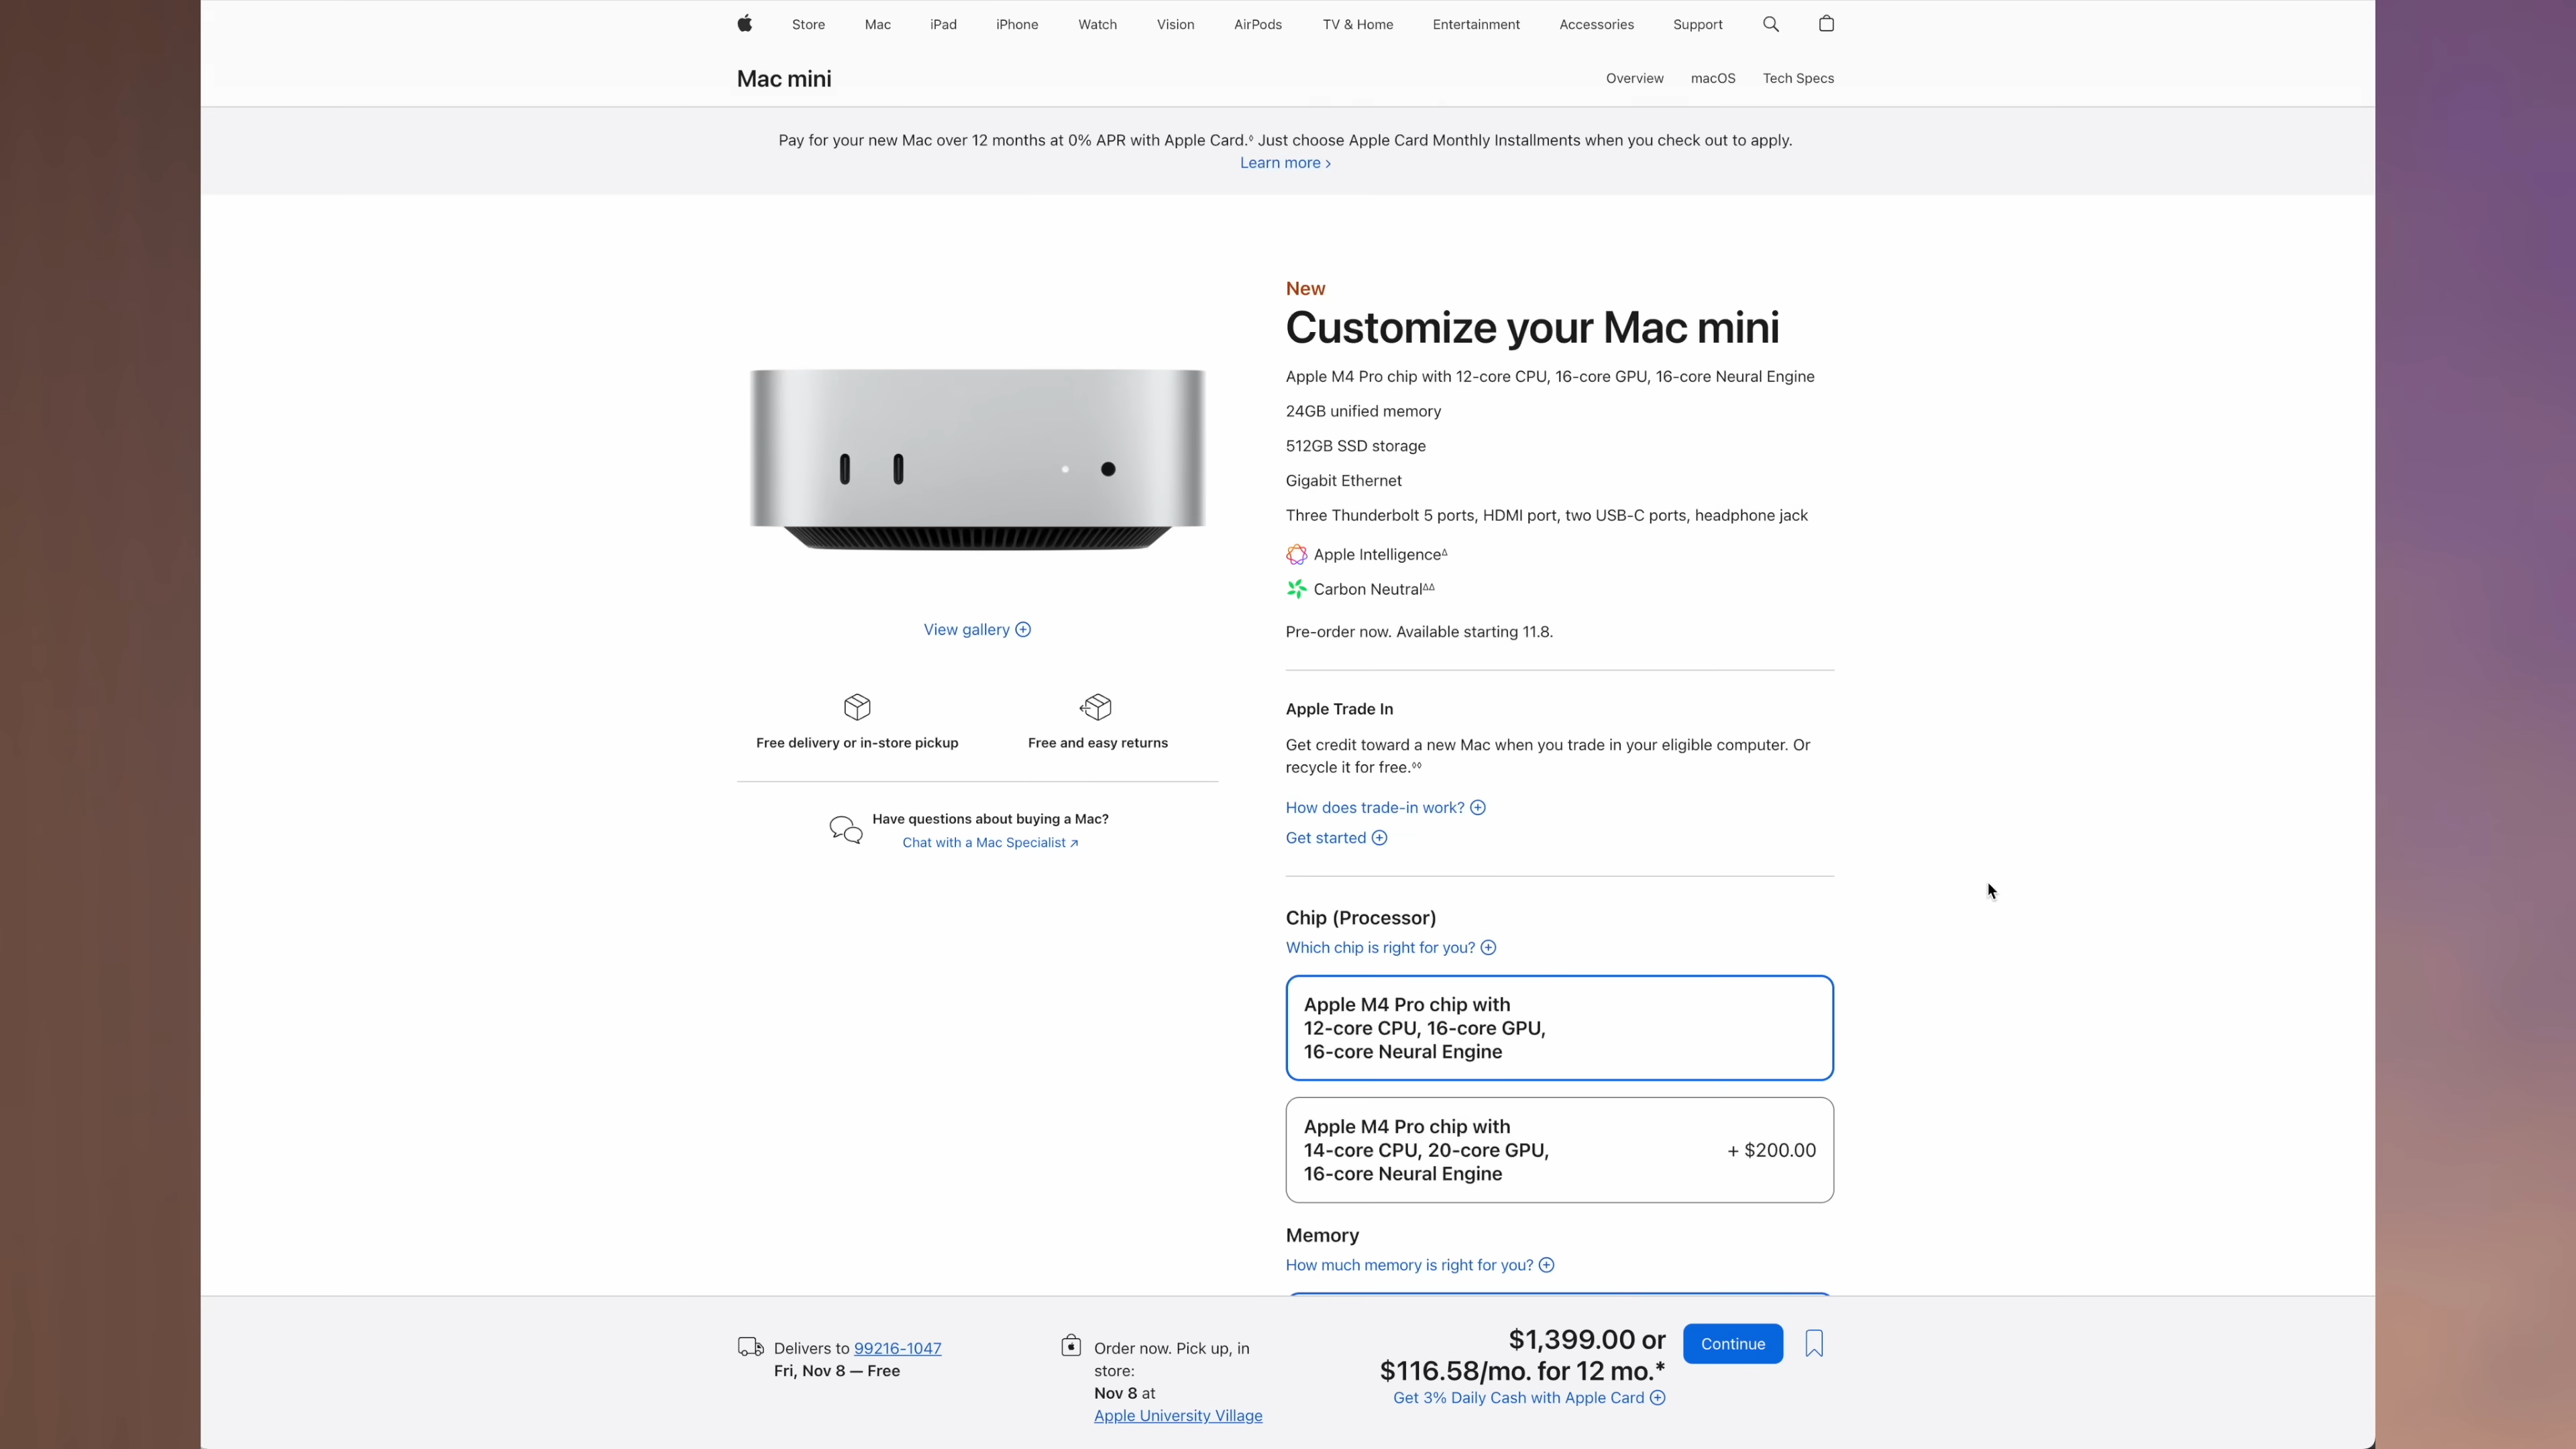 Store Mac iPad iPhone Watch Vision AirPods TV & Home Entertainment Accessories Support
Mac mini
Overview macOS Tech Specs
Pay for your new Mac over 12 months at 0% APR with Apple Card.◊ Just choose Apple Card Monthly Installments when you check out to apply.
Learn more >
New
Customize your Mac mini
Apple M4 Pro chip with 12-core CPU, 16-core GPU, 16-core Neural Engine
24GB unified memory
512GB SSD storage
Gigabit Ethernet
Three Thunderbolt 5 ports, HDMI port, two USB-C ports, headphone jack
Apple IntelligenceΔ
Carbon NeutralΔΔ
Pre-order now. Available starting 11.8.
View gallery
Free delivery or in-store pickup
Free and easy returns
Have questions about buying a Mac?
Chat with a Mac Specialist ↗
Apple Trade In
Get credit toward a new Mac when you trade in your eligible computer. Or
recycle it for free.◊◊
How does trade-in work?
Get started
Chip (Processor)
Which chip is right for you?
Apple M4 Pro chip with
12-core CPU, 16-core GPU,
16-core Neural Engine
Apple M4 Pro chip with
14-core CPU, 20-core GPU,
16-core Neural Engine
+ $200.00
Memory
How much memory is right for you?
Delivers to 99216-1047
Fri, Nov 8 — Free
Order now. Pick up, in
store:
Nov 8 at
Apple University Village
$1,399.00 or
$116.58/mo. for 12 mo.*
Get 3% Daily Cash with Apple Card
Continue